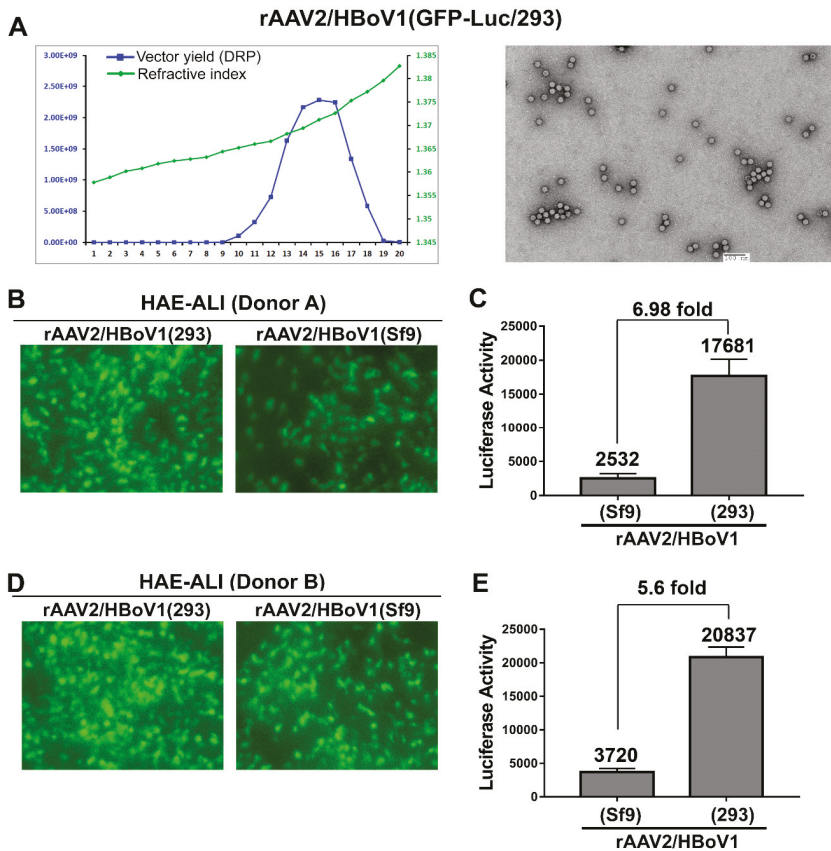 rAAV2/HBoV1(GFP-Luc/293)
A
Vector yield (DRP)
Refractive index
3.00E+09
2.50E+09
2.00E+09
1.50E+09
1.00E+09
5.00E+08
0.00E+00
1.385
1.38
1.375
1.37
1.365
1.36
1.355
1.35
1.345
1 2 3 4 5 6 7 8 9 10 11 12 13 14 15 16 17 18 19 20
100 nm
B
HAE-ALI (Donor A)
rAAV2/HBoV1(293) rAAV2/HBoV1(Sf9)
C
6.98 fold
Luciferase Activity
25000
20000
15000
10000
5000
0
2532
17681
(Sf9) (293)
rAAV2/HBoV1
D
HAE-ALI (Donor B)
rAAV2/HBoV1(293) rAAV2/HBoV1(Sf9)
E
5.6 fold
Luciferase Activity
25000
20000
15000
10000
5000
0
3720
20837
(Sf9) (293)
rAAV2/HBoV1